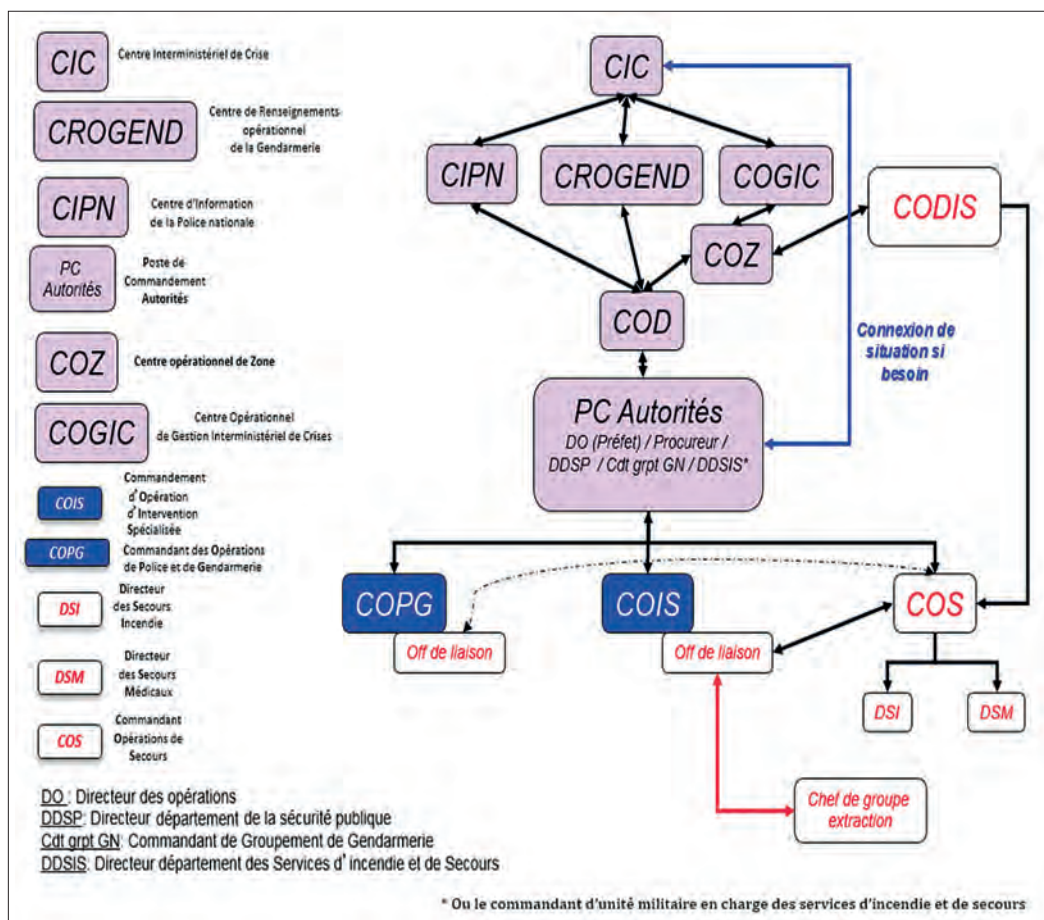 CIC
Centre Interministériel de Crise
CROGEND
Centre de Renseignements
opérationnel
de la Gendarmerie
CIPN
Centre d'Information
de la Police nationale
PC
Autorités
Poste de
Commandement
Autorités
COZ
Centre opérationnel de Zone
COGIC
Centre Opérationnel
de Gestion Interministériel de Crises
COIS
Commandement
d'Opération
d'Intervention
Spécialisée
COPG
Commandant des Opérations
de Police et de Gendarmerie
DSI
Directeur
des Secours
Incendie
DSM
Directeur
des Secours
Médicaux
COS
Commandant
Opérations de
Secours
DO : Directeur des opérations
DDSP: Directeur département de la sécurité publique
Cdt grpt GN: Commandant de Groupement de Gendarmerie
DDSIS: Directeur département des Services d'incendie et de Secours
CIC
CIPN
CROGEND
COGIC
CODIS
COZ
COD
Connexion de
situation si
besoin
PC Autorités
DO (Préfet) / Procureur /
DDSP / Cdt grpt GN / DDSIS*
COPG
Off de liaison
COIS
Off de liaison
COS
DSI
DSM
Chef de groupe
extraction
* Ou le commandant d'unité militaire en charge des services d'incendie et de secours